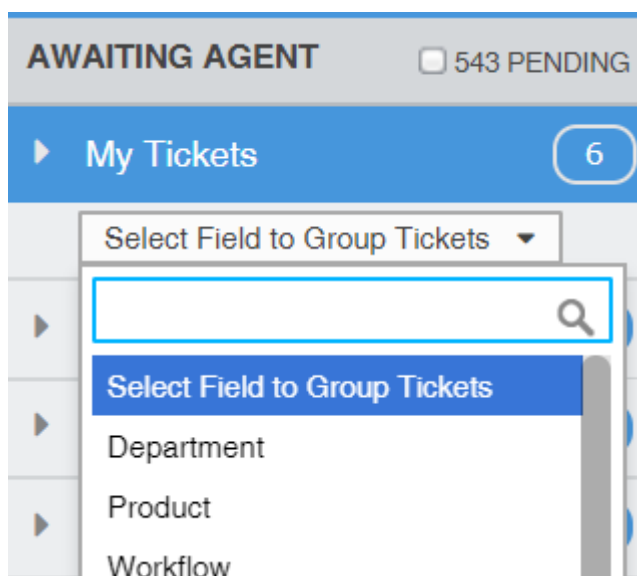 AWAITING AGENT 543 PENDING
My Tickets 6
Select Field to Group Tickets
Select Field to Group Tickets
Department
Product
Workflow